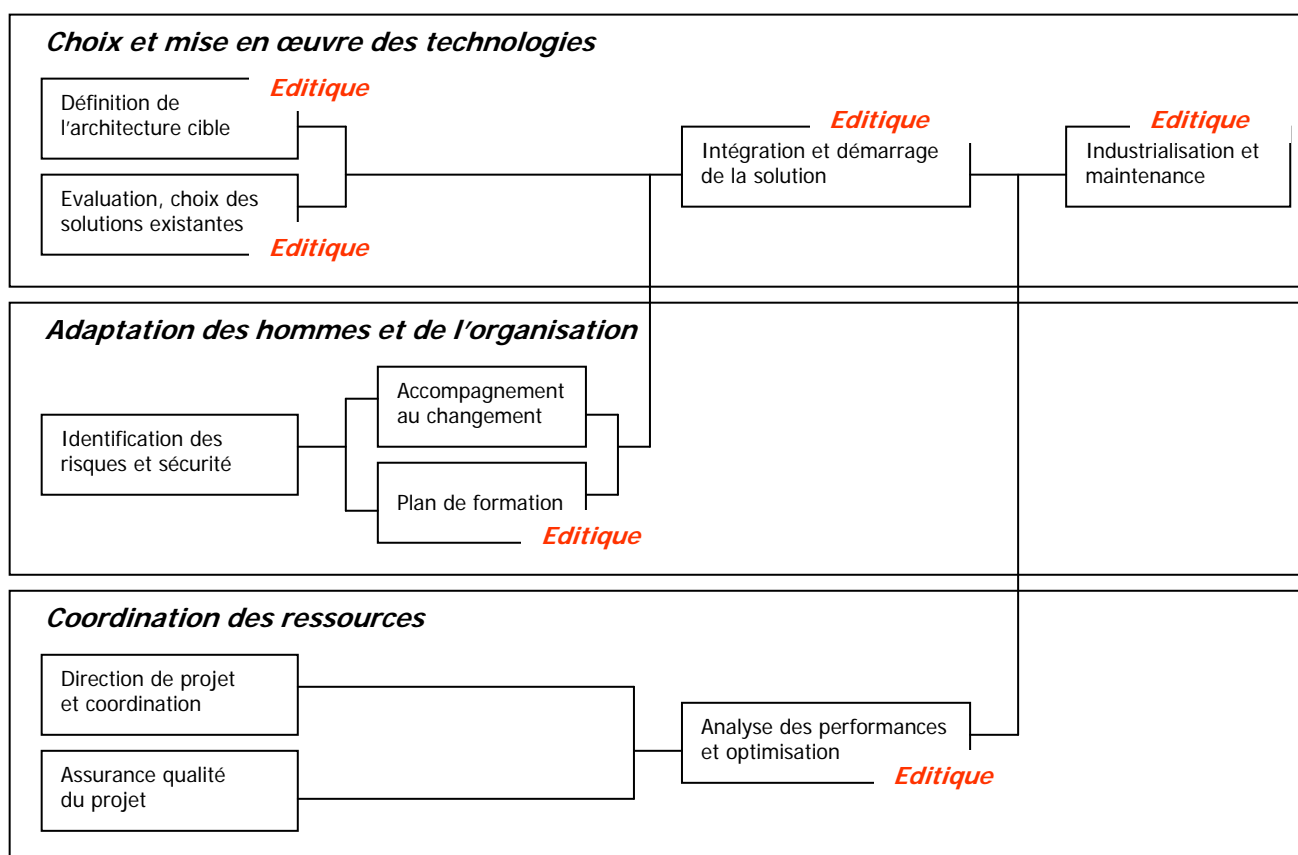 Choix et mise en œuvre des technologies
Editique
Définition de
l'architecture cible
Evaluation, choix des
solutions existantes
Editique
Editique
Intégration et démarrage
de la solution
Editique
Industrialisation et
maintenance
Adaptation des hommes et de l'organisation
Identification des
risques et sécurité
Accompagnement
au changement
Plan de formation
Editique
Coordination des ressources
Direction de projet
et coordination
Assurance qualité
du projet
Analyse des performances
et optimisation
Editique